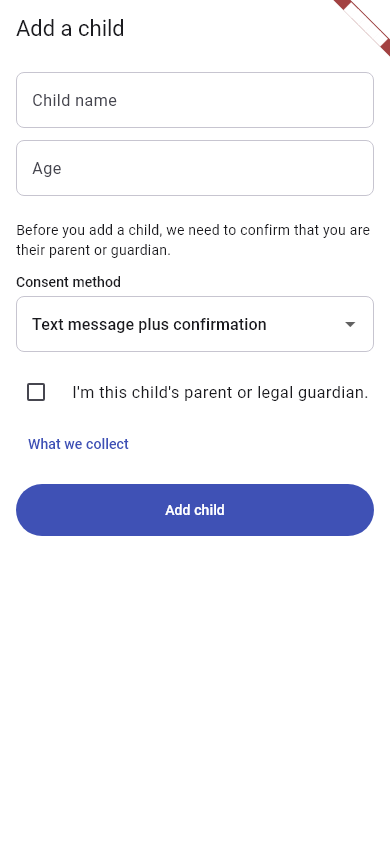 Add a child
Child name
Age
Before you add a child, we need to confirm that you are
their parent or guardian.
Consent method
Text message plus confirmation
I'm this child's parent or legal guardian.
What we collect
Add child